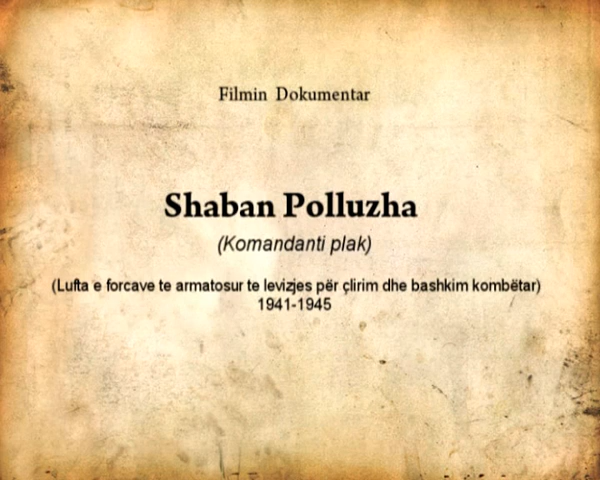 Filmin Dokumentar
Shaban Polluzha
(Komandanti plak)
(Lufta e forcave te armatosur te levizjes për çlirim dhe bashkim kombëtar)
1941-1945